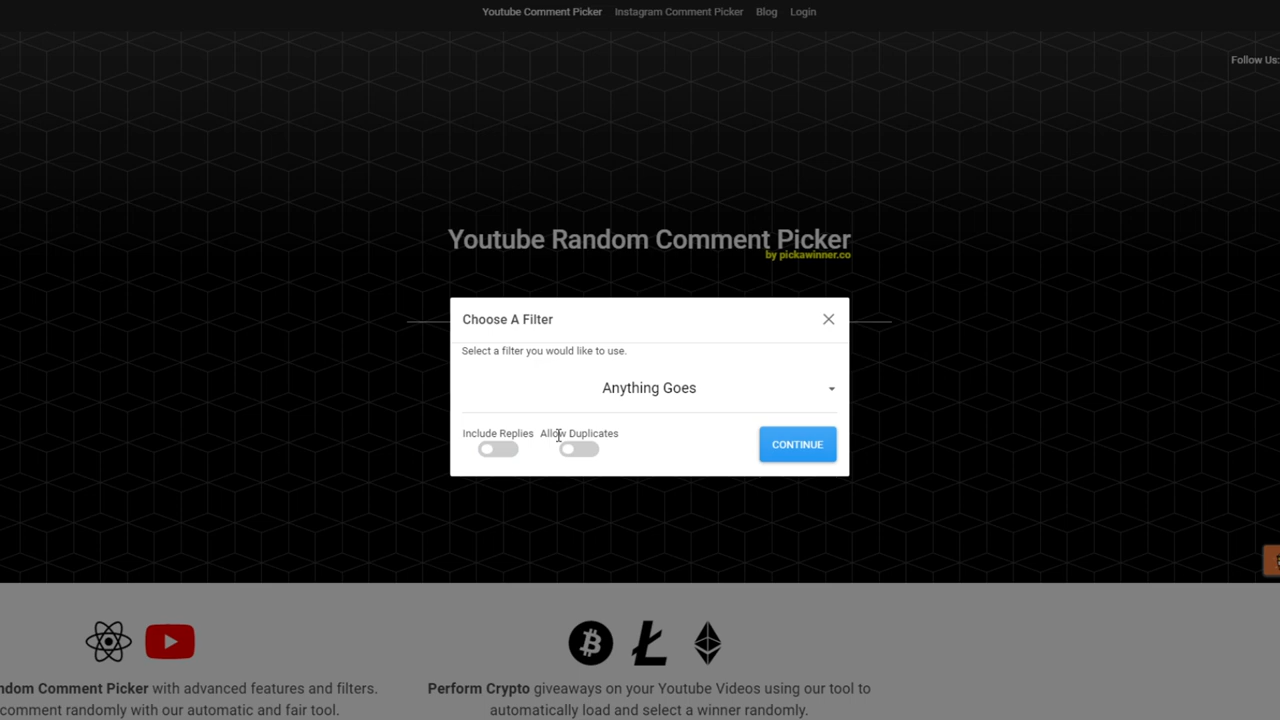 Youtube Comment Picker Instagram Comment Picker Blog Login
Follow Us:
Youtube Random Comment Picker
by pickawinner.co
Choose A Filter
Select a filter you would like to use.
Anything Goes
Include Replies Allow Duplicates
CONTINUE
ndom Comment Picker with advanced features and filters.
comment randomly with our automatic and fair tool.
Perform Crypto giveaways on your Youtube Videos using our tool to
automatically load and select a winner randomly.